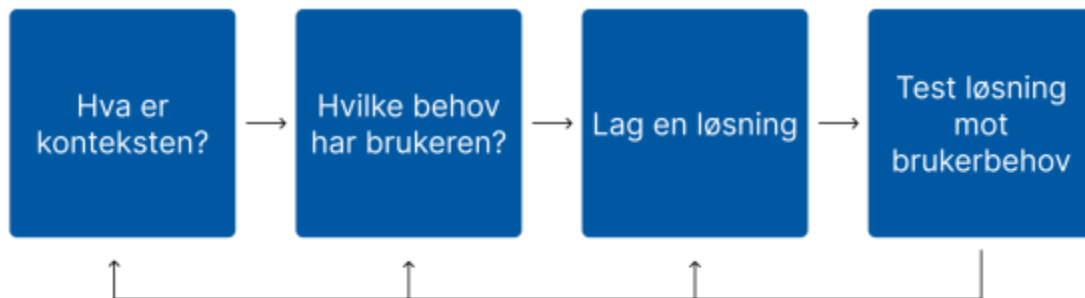 Hva er
konteksten?
Hvilke behov
har brukeren?
Lag en løsning
Test løsning
mot
brukerbehov